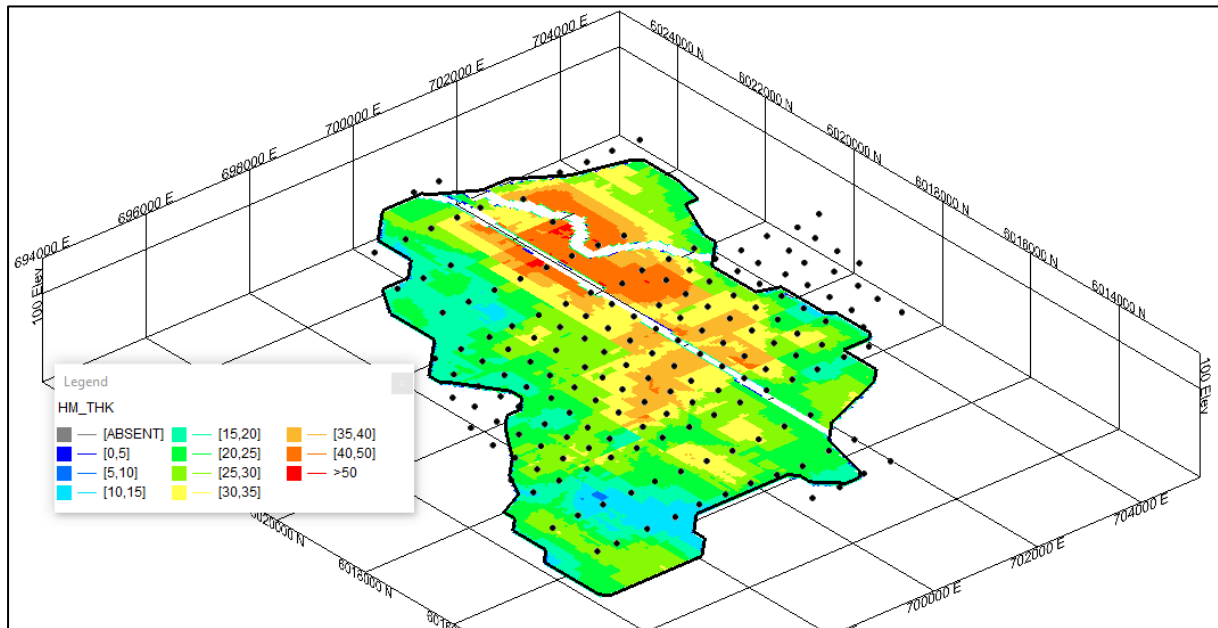 704000 E
6024000 N
702000 E
6022000 N
700000 E
6020000 N
698000 E
6018000 N
696000 E
6016000 N
694000 E
6014000 N
100 Elev
100 Elev
Legend
HM_THK
[ABSENT] [15,20] [35,40]
[0,5] [20,25] [40,50]
[5,10] [25,30] >50
[10,15] [30,35]
6020000 N
704000 E
702000 E
6018000 N
700000 E